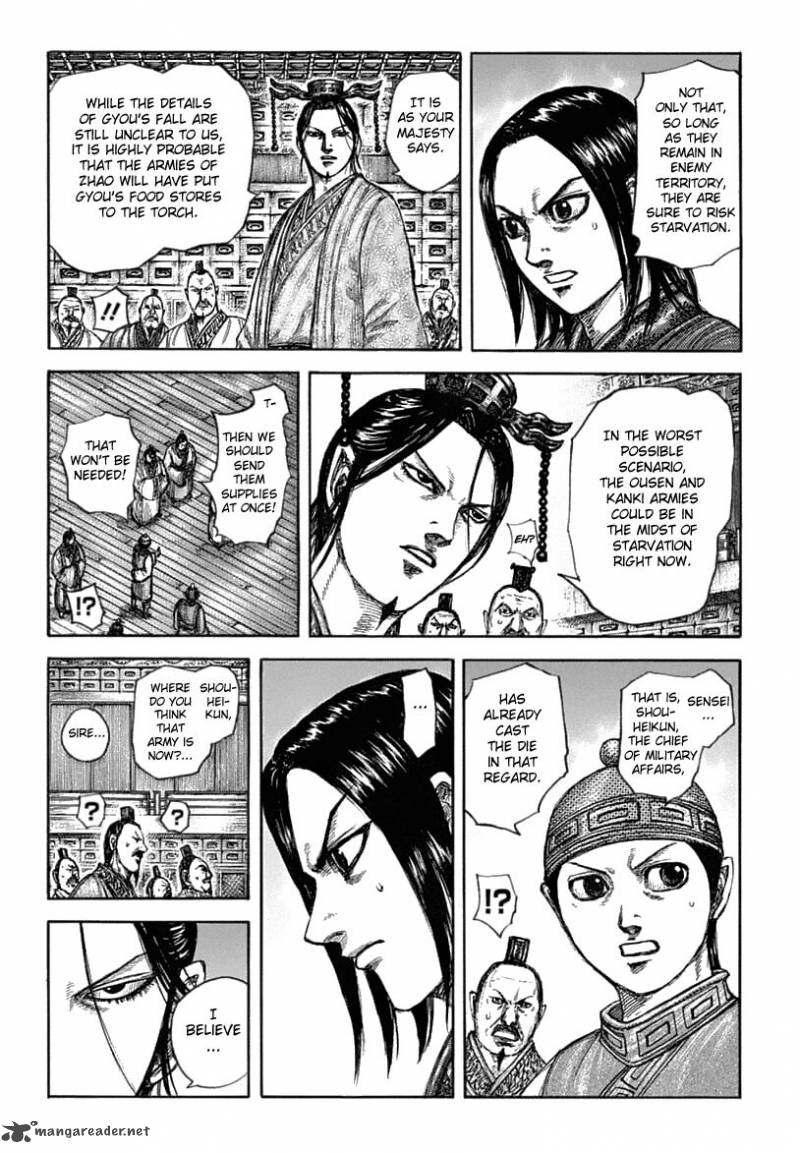 NOT
ONLY THAT,
SO LONG
AS THEY
REMAIN IN
ENEMY
TERRITORY,
THEY ARE
SURE TO RISK
STARVATION.
IT IS
AS YOUR
MAJESTY
SAYS.
WHILE THE DETAILS
OF GYOU'S FALL ARE
STILL UNCLEAR TO US,
IT IS HIGHLY PROBABLE
THAT THE ARMIES OF
ZHAO WILL HAVE PUT
GYOU'S FOOD STORES
TO THE TORCH.
!!
IN THE WORST
POSSIBLE
SCENARIO,
THE OUSEN AND
KANKI ARMIES
COULD BE
IN THE
MIDST OF
STARVATION
RIGHT NOW.
EH?
T-
THEN WE
SHOULD
SEND
THEM
SUPPLIES
AT ONCE!
THAT
WON'T BE
NEEDED!
!?
SENSEI
...
THAT IS,
SHOU-
HEIKUN,
THE CHIEF
OF MILITARY
AFFAIRS,
HAS
ALREADY
CAST
THE DIE
IN THAT
REGARD.
!?
...
SHOU-
HEI-
KUN,
WHERE
DO YOU
THINK
THAT
ARMY IS
NOW?...
SIRE...
?
?
I
BELIEVE
...
mangareader.net